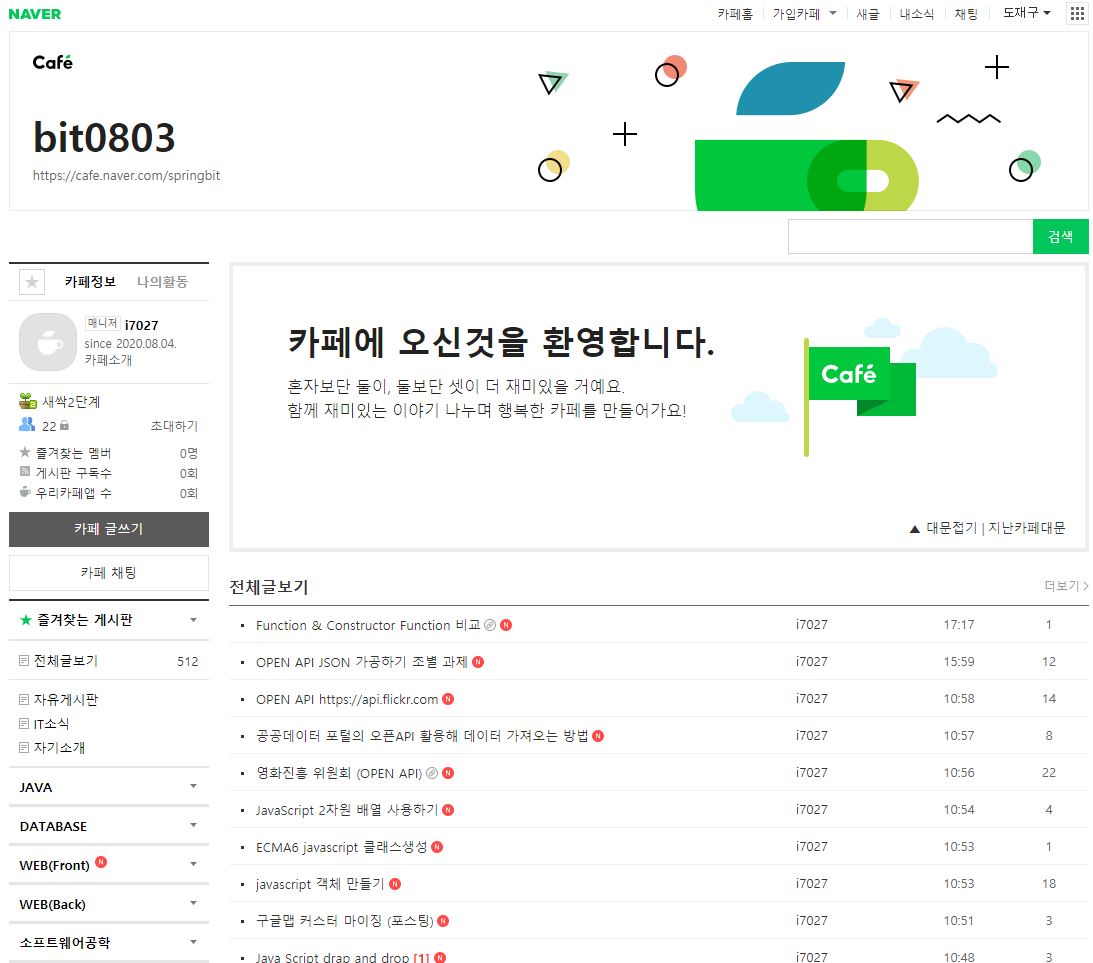 NAVER
카페홈 가입카페 새글 내소식 채팅 도재구
Café
bit0803
https://cafe.naver.com/springbit
검색
카페정보 나의활동
매니저 i7027
since 2020.08.04.
카페소개
새싹2단계
22 초대하기
즐겨찾는 멤버 0명
게시판 구독수 0회
우리카페앱 수 0회
카페 글쓰기
카페 채팅
즐겨찾는 게시판
전체글보기 512
자유게시판
IT소식
자기소개
JAVA
DATABASE
WEB(Front) N
WEB(Back)
소프트웨어공학
카페에 오신것을 환영합니다.
혼자보단 둘이, 둘보단 셋이 더 재미있을 거예요.
함께 재미있는 이야기 나누며 행복한 카페를 만들어가요!
Café
▲ 대문접기 | 지난카페대문
전체글보기 더보기 >
Function & Constructor Function 비교 N i7027 17:17 1
OPEN API JSON 가공하기 조별 과제 N i7027 15:59 12
OPEN API https://api.flickr.com N i7027 10:58 14
공공데이터 포털의 오픈API 활용해 데이터 가져오는 방법 N i7027 10:57 8
영화진흥 위원회 (OPEN API) N i7027 10:56 22
JavaScript 2차원 배열 사용하기 N i7027 10:54 4
ECMA6 javascript 클래스생성 N i7027 10:53 1
javascript 객체 만들기 N i7027 10:53 18
구글맵 커스터 마이징 (포스팅) N i7027 10:51 3
Java Script drap and drop [1] N i7027 10:48 3